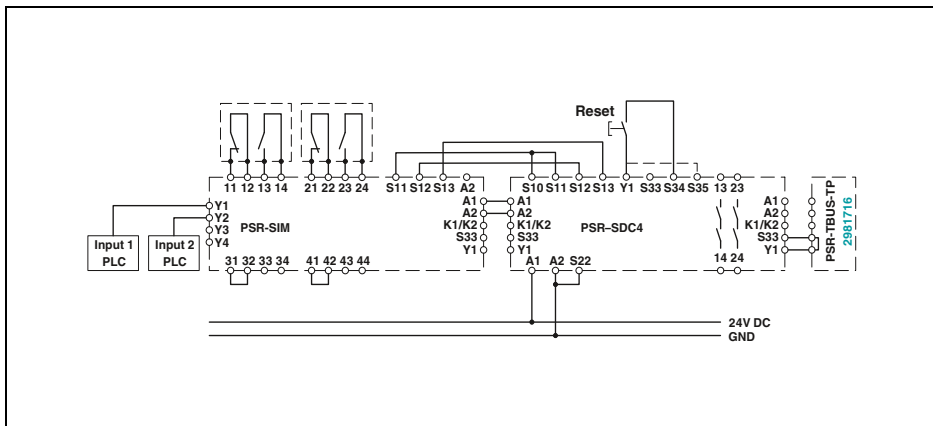 Reset
11 12 13 14
21 22 23 24
S11 S12 S13 A2
S10 S11 S12 S13 Y1 S33 S34 S35 13 23
Y1
Y2
Y3
Y4
PSR-SIM
A1
A2
K1/K2
S33
Y1
A1
A2
K1/K2
S33
Y1
PSR–SDC4
A1
A2
K1/K2
S33
Y1
PSR-TBUS-TP
2981716
Input 1
PLC
Input 2
PLC
31 32 33 34
41 42 43 44
A1 A2 S22
14 24
24V DC
GND